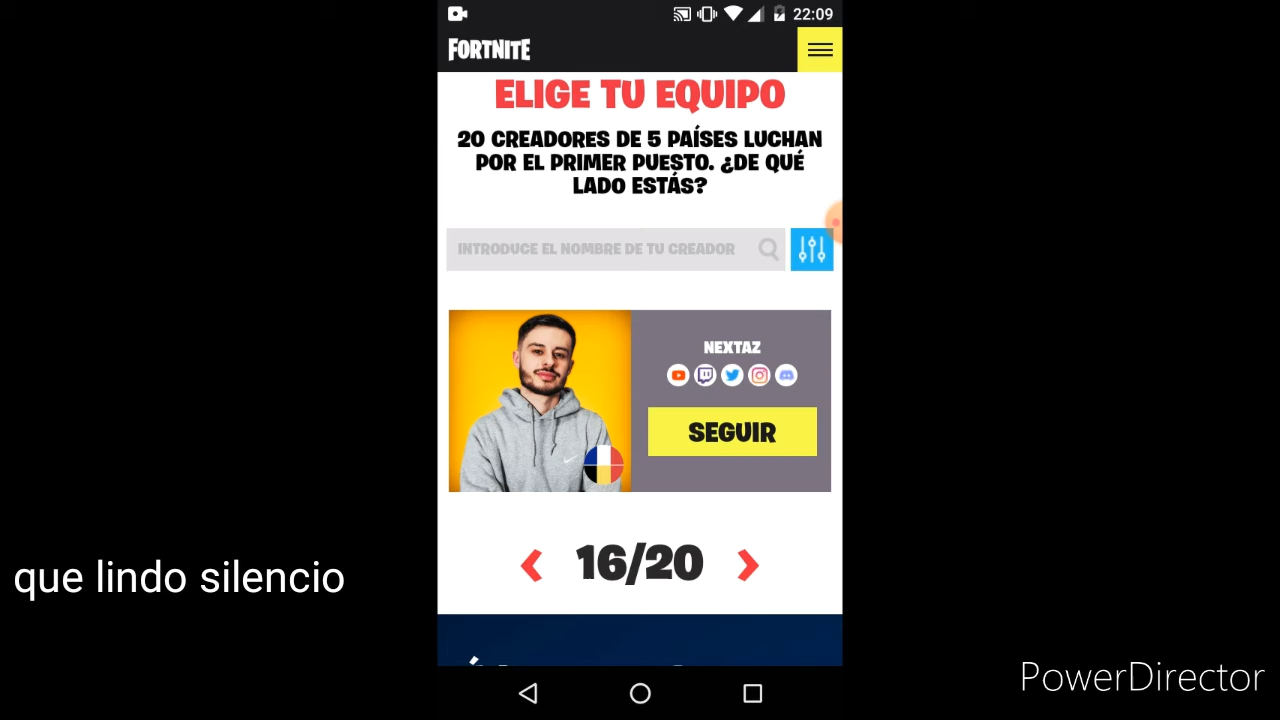 22:09
FORTNITE
ELIGE TU EQUIPO
20 CREADORES DE 5 PAÍSES LUCHAN
POR EL PRIMER PUESTO. ¿DE QUÉ
LADO ESTÁS?
INTRODUCE EL NOMBRE DE TU CREADOR
NEXTAZ
SEGUIR
16/20
que lindo silencio
PowerDirector